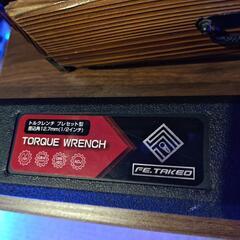 トルクレンチ プレセット型
差込角12.7mm(1/2インチ)
TORQUE WRENCH
FE.TAKEO